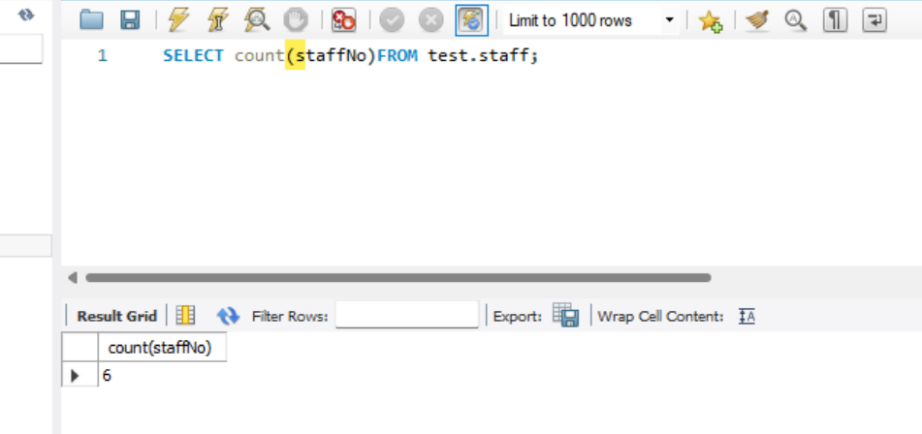 Limit to 1000 rows
1 SELECT count(staffNo)FROM test.staff;
Result Grid Filter Rows: Export: Wrap Cell Content:
count(staffNo)
6